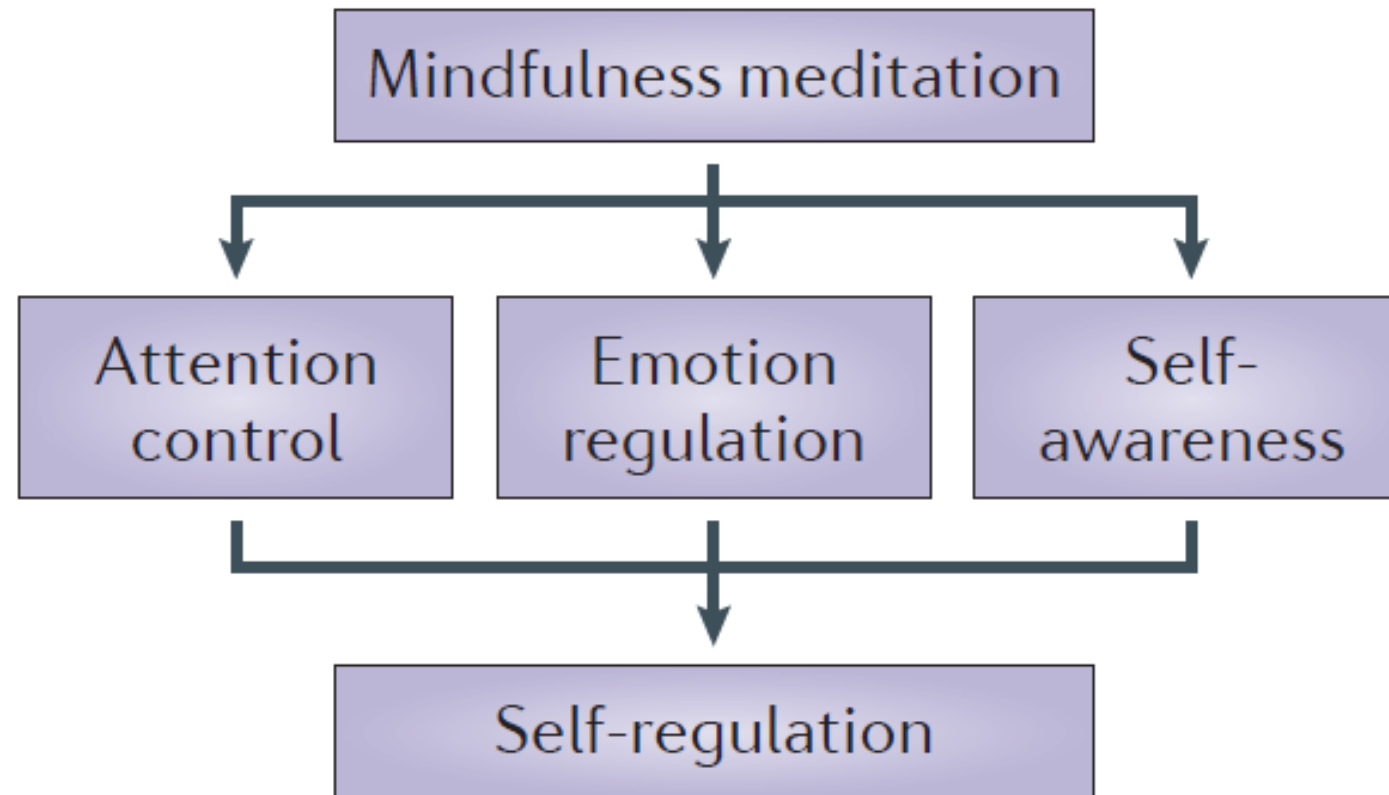 Mindfulness meditation
Attention
control
Emotion
regulation
Self-
awareness
Self-regulation